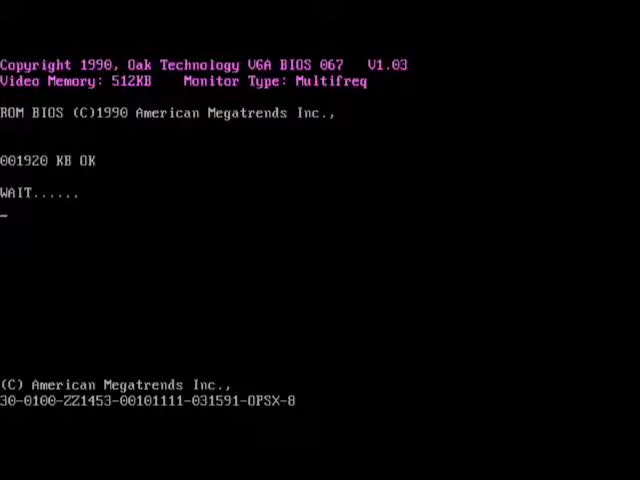 Copyright 1990, Oak Technology VGA BIOS 067   V1.03
Video Memory: 512KB    Monitor Type: Multifreq
ROM BIOS (C)1990 American Megatrends Inc.,
001920 KB OK
WAIT......
_
(C) American Megatrends Inc.,
30-0100-ZZ1453-00101111-031591-OPSX-8